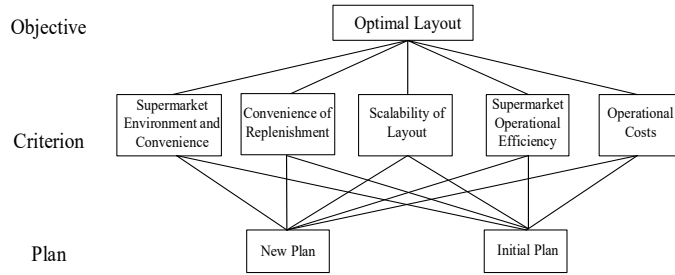 Objective
Optimal Layout
Criterion
Supermarket
Environment and
Convenience
Convenience of
Replenishment
Scalability of
Layout
Supermarket
Operational
Efficiency
Operational
Costs
Plan
New Plan
Initial Plan